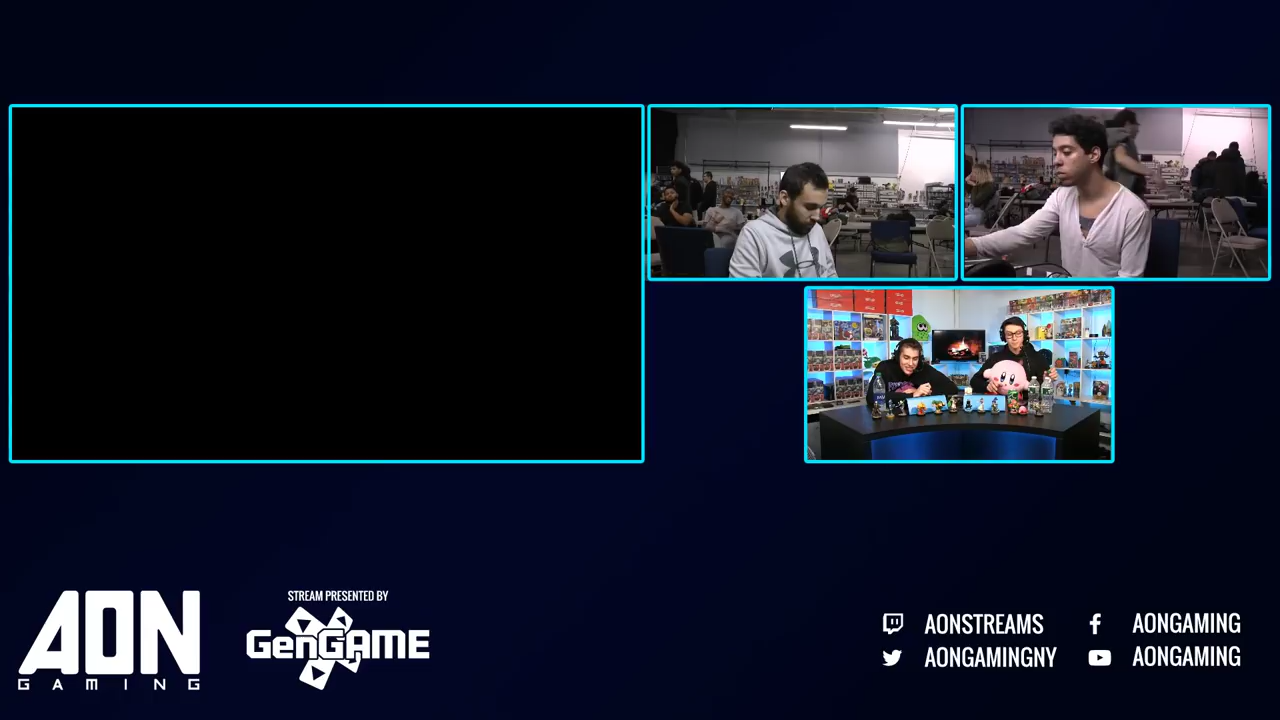 AON
GAMING
STREAM PRESENTED BY
GenGAME
AONSTREAMS
AONGAMING
AONGAMINGNY
AONGAMING